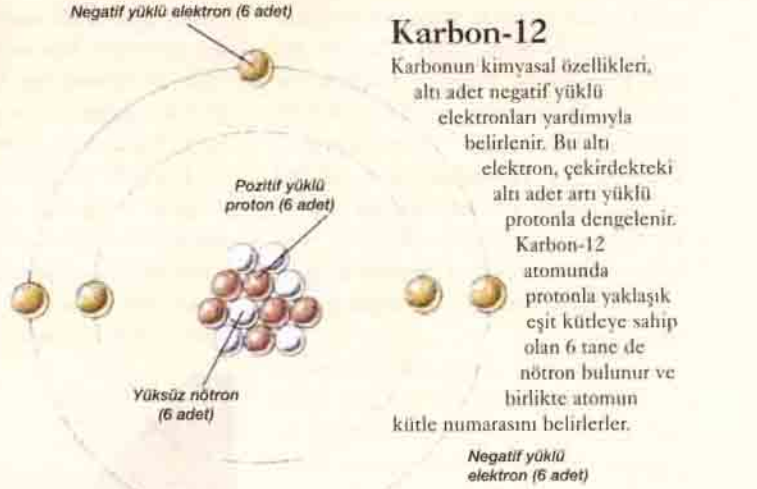 Negatif yüklü elektron (6 adet)
Karbon-12
Karbonun kimyasal özellikleri,
altı adet negatif yüklü
elektronları yardımıyla
belirlenir. Bu altı
elektron, çekirdekteki
altı adet artı yüklü
protonla dengelenir.
Karbon-12
atomunda
protonla yaklaşık
eşit kütleye sahip
olan 6 tane de
nötron bulunur ve
birlikte atomun
kütle numarasını belirlerler.
Pozitif yüklü
proton (6 adet)
Yüksüz nötron
(6 adet)
Negatif yüklü
elektron (6 adet)